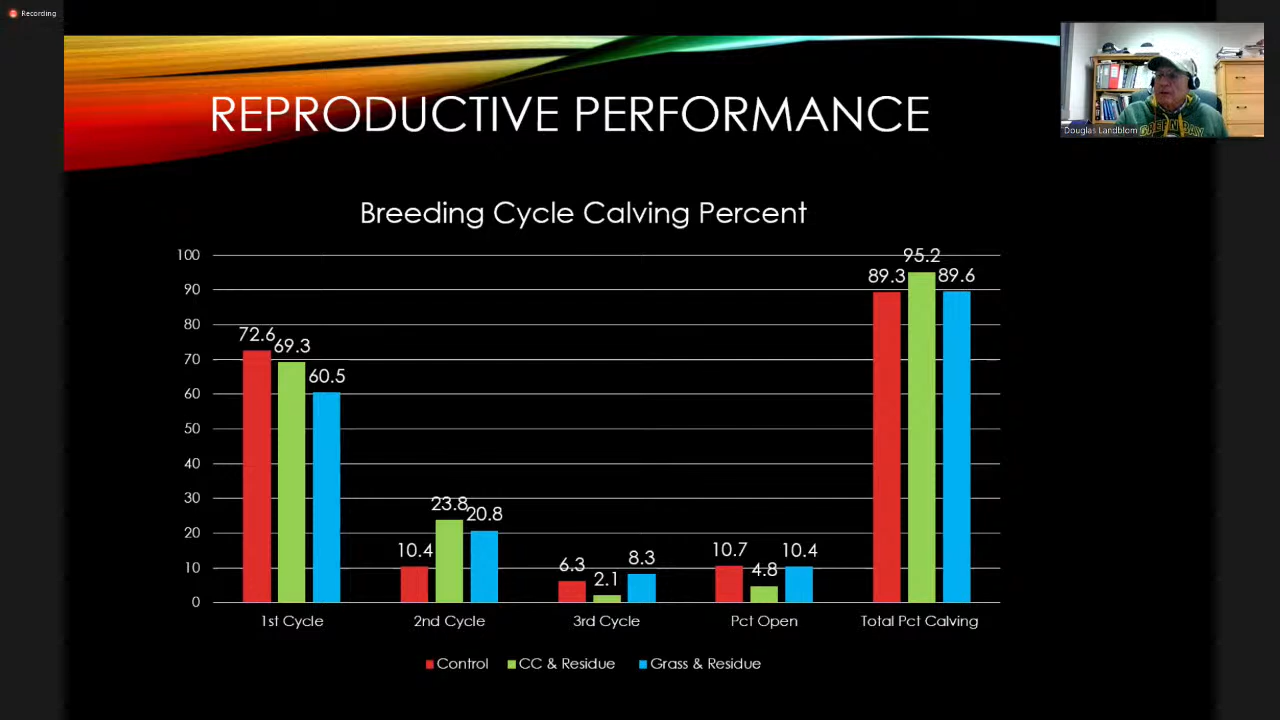 Recording
Douglas Landblom
GREEN BAY
REPRODUCTIVE PERFORMANCE
Breeding Cycle Calving Percent
100
90
80
70
60
50
40
30
20
10
0
72.6 69.3 60.5
10.4 23.8 20.8
6.3 2.1 8.3
10.7 4.8 10.4
89.3 95.2 89.6
1st Cycle 2nd Cycle 3rd Cycle Pct Open Total Pct Calving
Control CC & Residue Grass & Residue